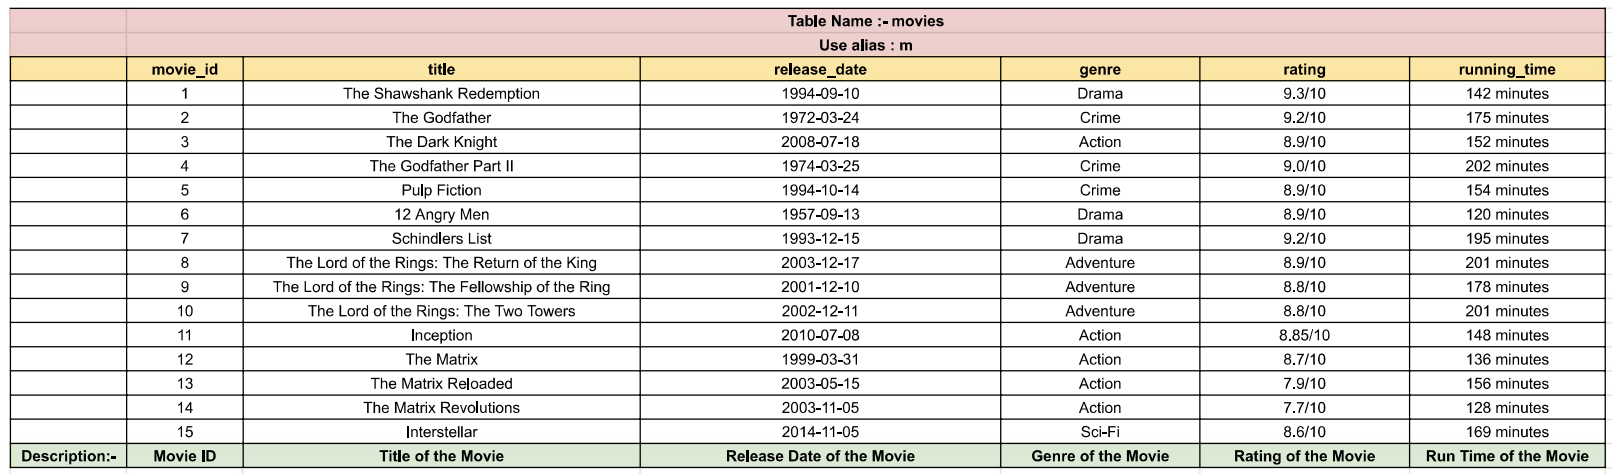 Table Name :- movies
Use alias : m
movie_id title release_date genre rating running_time
1 The Shawshank Redemption 1994-09-10 Drama 9.3/10 142 minutes
2 The Godfather 1972-03-24 Crime 9.2/10 175 minutes
3 The Dark Knight 2008-07-18 Action 8.9/10 152 minutes
4 The Godfather Part II 1974-03-25 Crime 9.0/10 202 minutes
5 Pulp Fiction 1994-10-14 Crime 8.9/10 154 minutes
6 12 Angry Men 1957-09-13 Drama 8.9/10 120 minutes
7 Schindlers List 1993-12-15 Drama 9.2/10 195 minutes
8 The Lord of the Rings: The Return of the King 2003-12-17 Adventure 8.9/10 201 minutes
9 The Lord of the Rings: The Fellowship of the Ring 2001-12-10 Adventure 8.8/10 178 minutes
10 The Lord of the Rings: The Two Towers 2002-12-11 Adventure 8.8/10 201 minutes
11 Inception 2010-07-08 Action 8.85/10 148 minutes
12 The Matrix 1999-03-31 Action 8.7/10 136 minutes
13 The Matrix Reloaded 2003-05-15 Action 7.9/10 156 minutes
14 The Matrix Revolutions 2003-11-05 Action 7.7/10 128 minutes
15 Interstellar 2014-11-05 Sci-Fi 8.6/10 169 minutes
Description:- Movie ID Title of the Movie Release Date of the Movie Genre of the Movie Rating of the Movie Run Time of the Movie